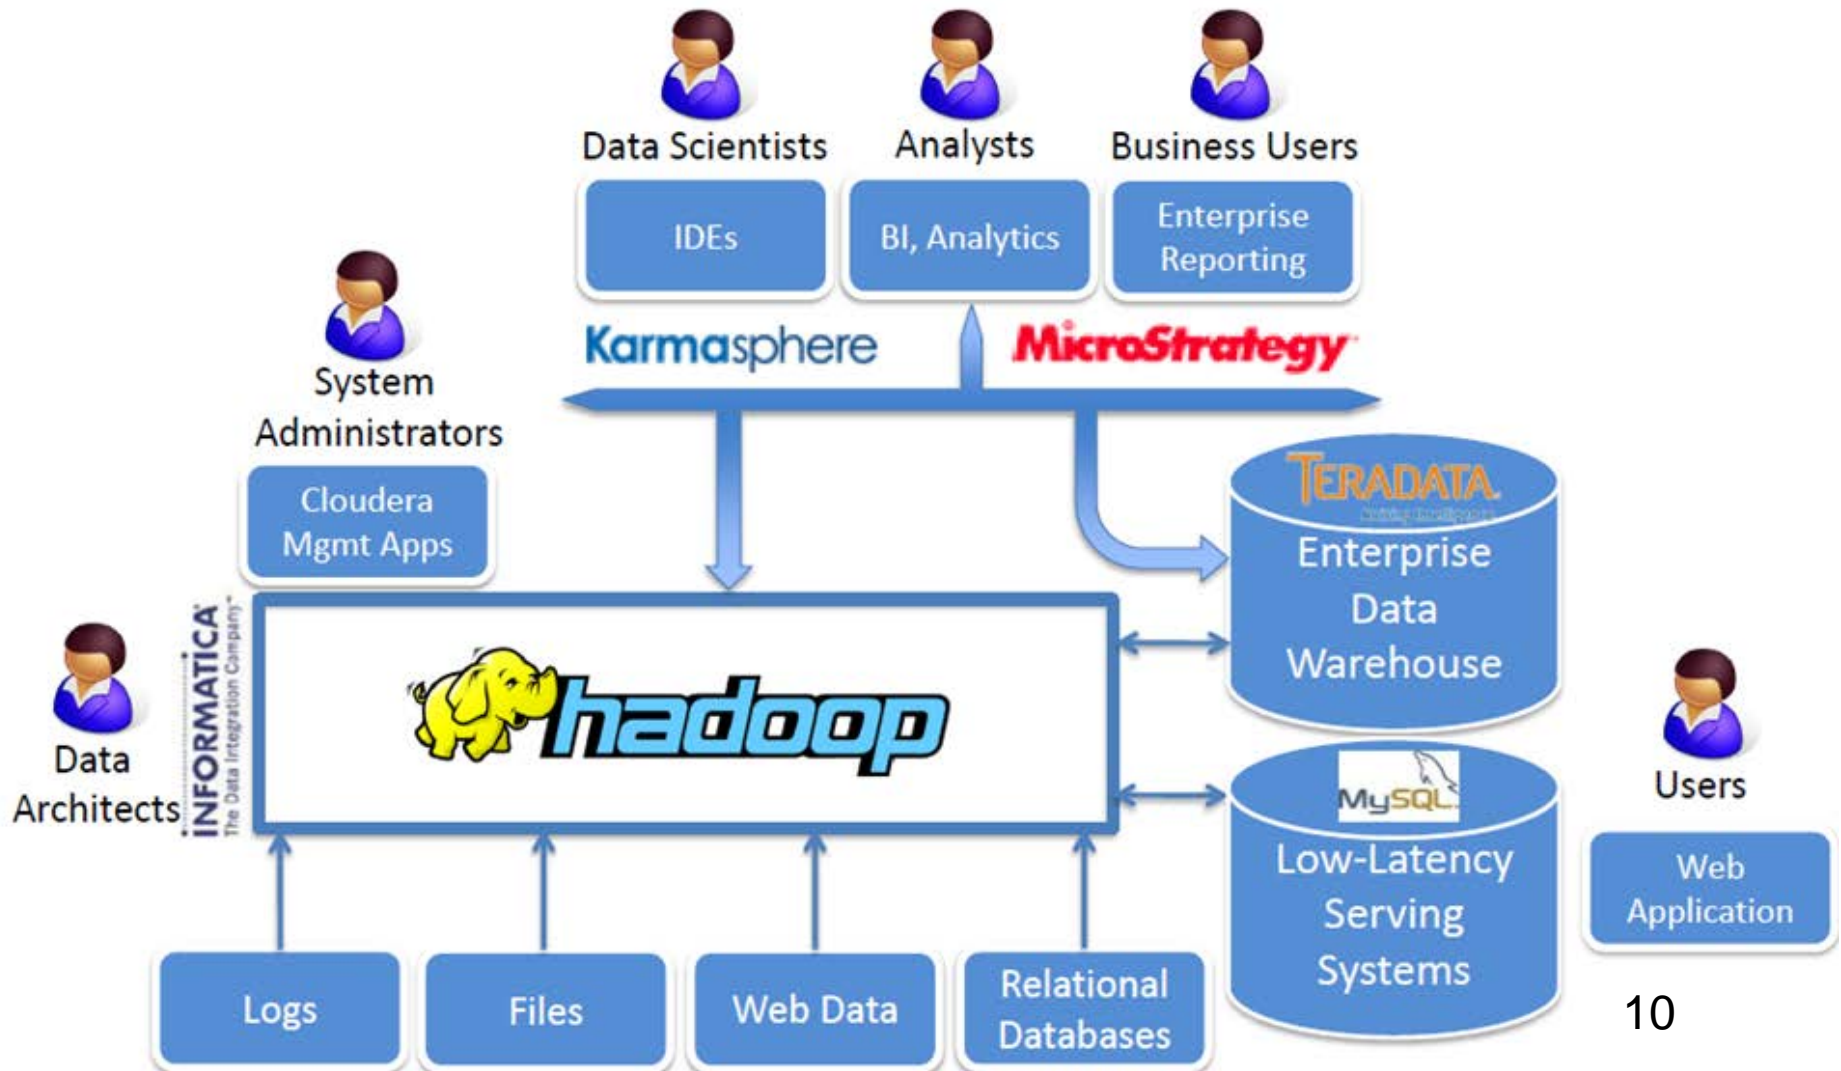 Data Scientists
Analysts
Business Users
IDEs
BI, Analytics
Enterprise
Reporting
Karmasphere
MicroStrategy
System
Administrators
Cloudera
Mgmt Apps
TERADATA
Enterprise
Data
Warehouse
INFORMATICA
The Data Integration Company™
hadoop
Data
Architects
MySQL
Low-Latency
Serving
Systems
Users
Web
Application
Logs
Files
Web Data
Relational
Databases
10